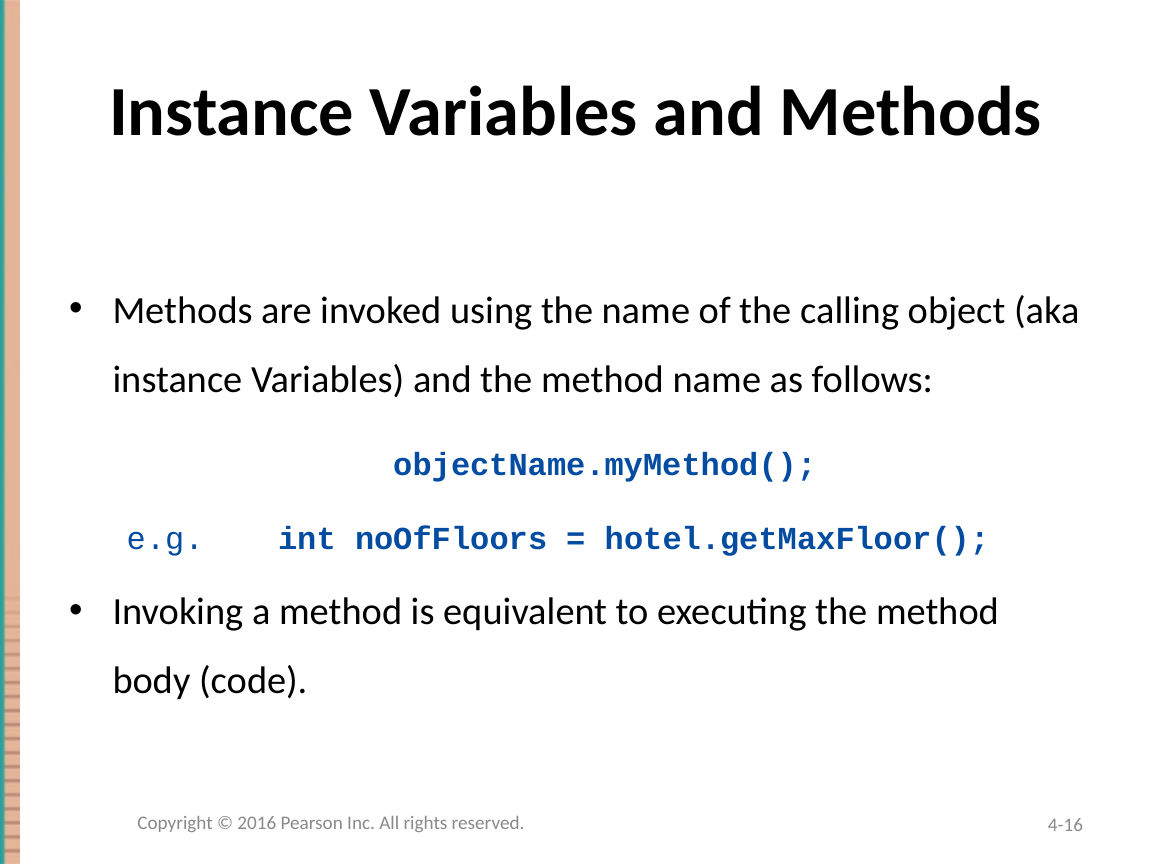 Instance Variables and Methods
• Methods are invoked using the name of the calling object (aka
instance Variables) and the method name as follows:
objectName.myMethod();
e.g. int noOfFloors = hotel.getMaxFloor();
• Invoking a method is equivalent to executing the method
body (code).
Copyright © 2016 Pearson Inc. All rights reserved.
4-16